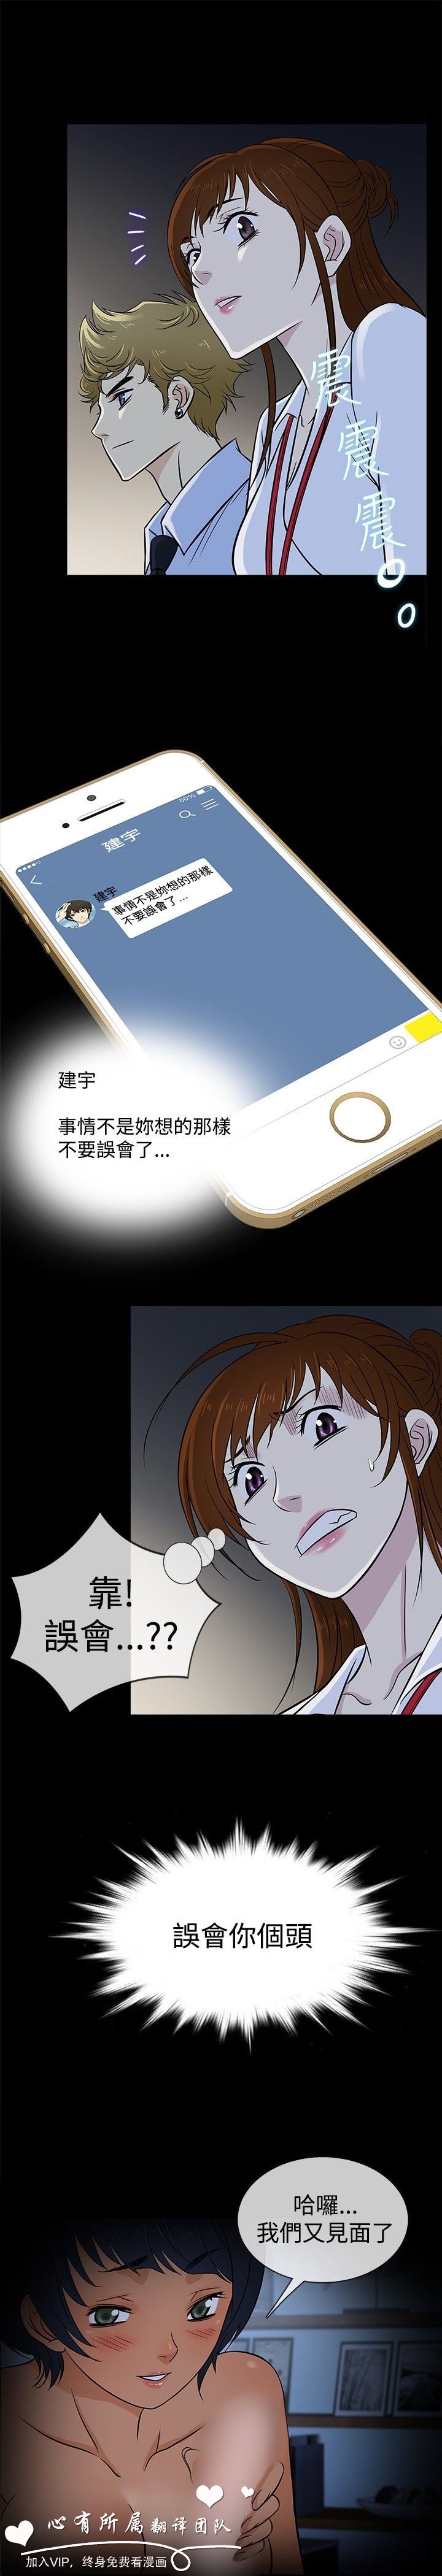 震
震
震
60%
建宇
建宇
事情不是妳想的那樣
不要誤會了…
建宇
事情不是妳想的那樣
不要誤會了…
靠!
誤會…??
誤會你個頭
哈囉…
我們又見面了
心有所属翻译团队
加入VIP，终身免费看漫画